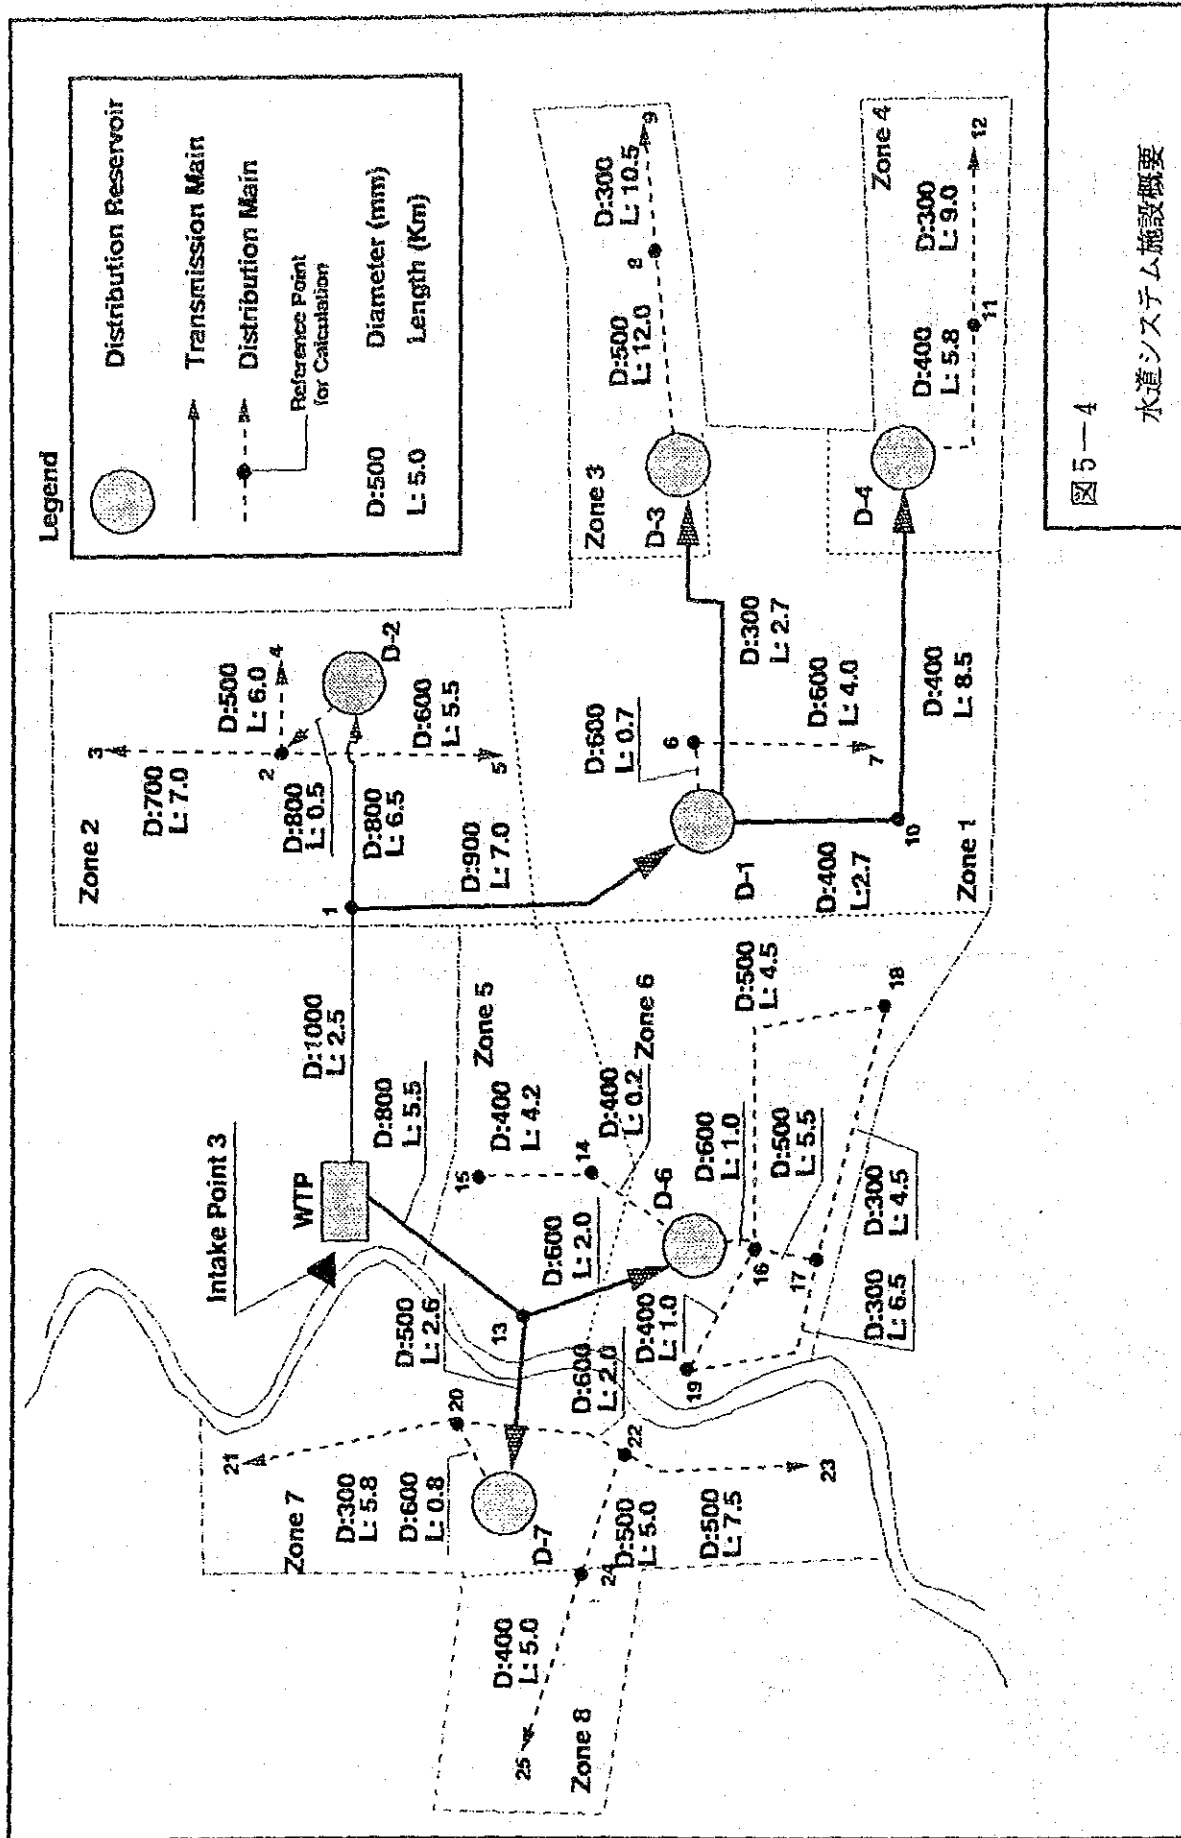 Legend
Distribution Reservoir
Transmission Main
Distribution Main
Reference Point
for Calculation
D:500
Diameter (mm)
L: 5.0
Length (Km)
Zone 2
3
D:700
L: 7.0
2
D:500
L: 6.0
4
D-2
D:800
L: 0.5
D:800
L: 6.5
D:600
L: 5.5
5
1
D:900
L: 7.0
Intake Point 3
WTP
D:1000
L: 2.5
D:800
L: 5.5
Zone 5
15
D:400
L: 4.2
14
D:400
L: 0.2
Zone 6
13
D:500
L: 2.6
D:600
L: 2.0
D-6
D:600
L: 1.0
D:500
L: 4.5
D:500
L: 5.5
16
17
18
19
D:400
L: 1.0
D:300
L: 4.5
D:300
L: 6.5
Zone 7
21
D:300
L: 5.8
D:600
L: 0.8
20
D-7
D:600
L: 2.0
22
23
24
D:500
L: 5.0
D:500
L: 7.5
D:400
L: 5.0
25
Zone 8
Zone 3
D-3
D:500
L: 12.0
8
D:300
L: 10.5
9
D:600
L: 0.7
6
7
D-1
D:300
L: 2.7
D:600
L: 4.0
D:400
L:2.7
10
Zone 1
D:400
L: 8.5
D-4
Zone 4
D:400
L: 5.8
11
D:300
L: 9.0
12
図5—4
水道システム施設概要